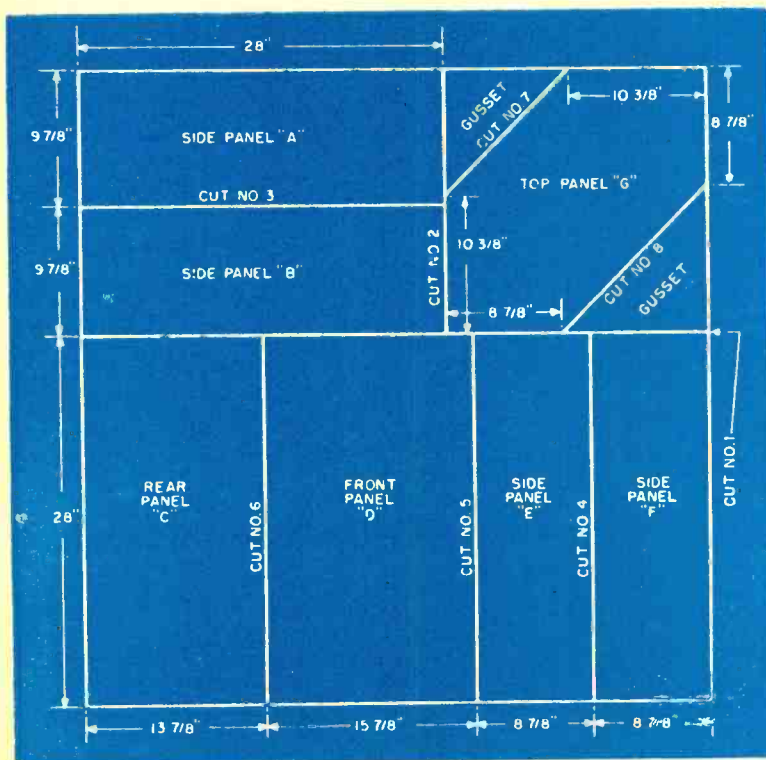 28"
GUSSET
CUT NO. 7
10 3/8"
8 7/8"
9 7/8"
SIDE PANEL "A"
TOP PANEL "G"
CUT NO 3
10 3/8"
CUT NO. 2
9 7/8"
SIDE PANEL "B"
CUT NO. 8
GUSSET
8 7/8"
CUT NO. 1
28"
REAR
PANEL
"C"
CUT NO. 6
FRONT
PANEL
"D"
CUT NO. 5
SIDE
PANEL
"E"
CUT NO. 4
SIDE
PANEL
"F"
13 7/8"
15 7/8"
8 7/8"
8 7/8"